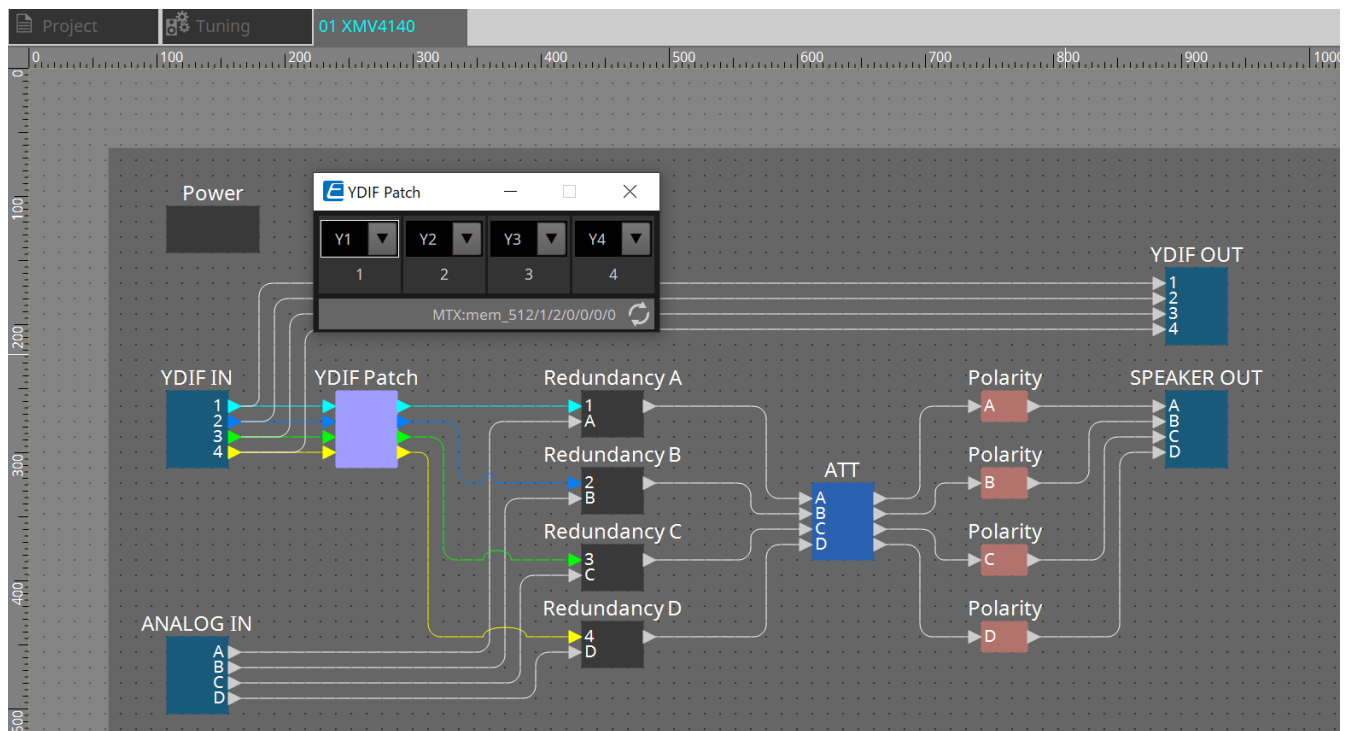 Project Tuning 01 XMV4140
0 100 200 300 400 500 600 700 800 900 1000
0
100
200
300
400
500
Power
YDIF Patch
Y1 Y2 Y3 Y4
1 2 3 4
MTX:mem_512/1/2/0/0/0/0
YDIF OUT
1
2
3
4
YDIF IN
1
2
3
4
YDIF Patch
Redundancy A
1
A
Redundancy B
2
B
Redundancy C
3
C
Redundancy D
4
D
ANALOG IN
A
B
C
D
ATT
A
B
C
D
Polarity
A
Polarity
B
Polarity
C
Polarity
D
SPEAKER OUT
A
B
C
D